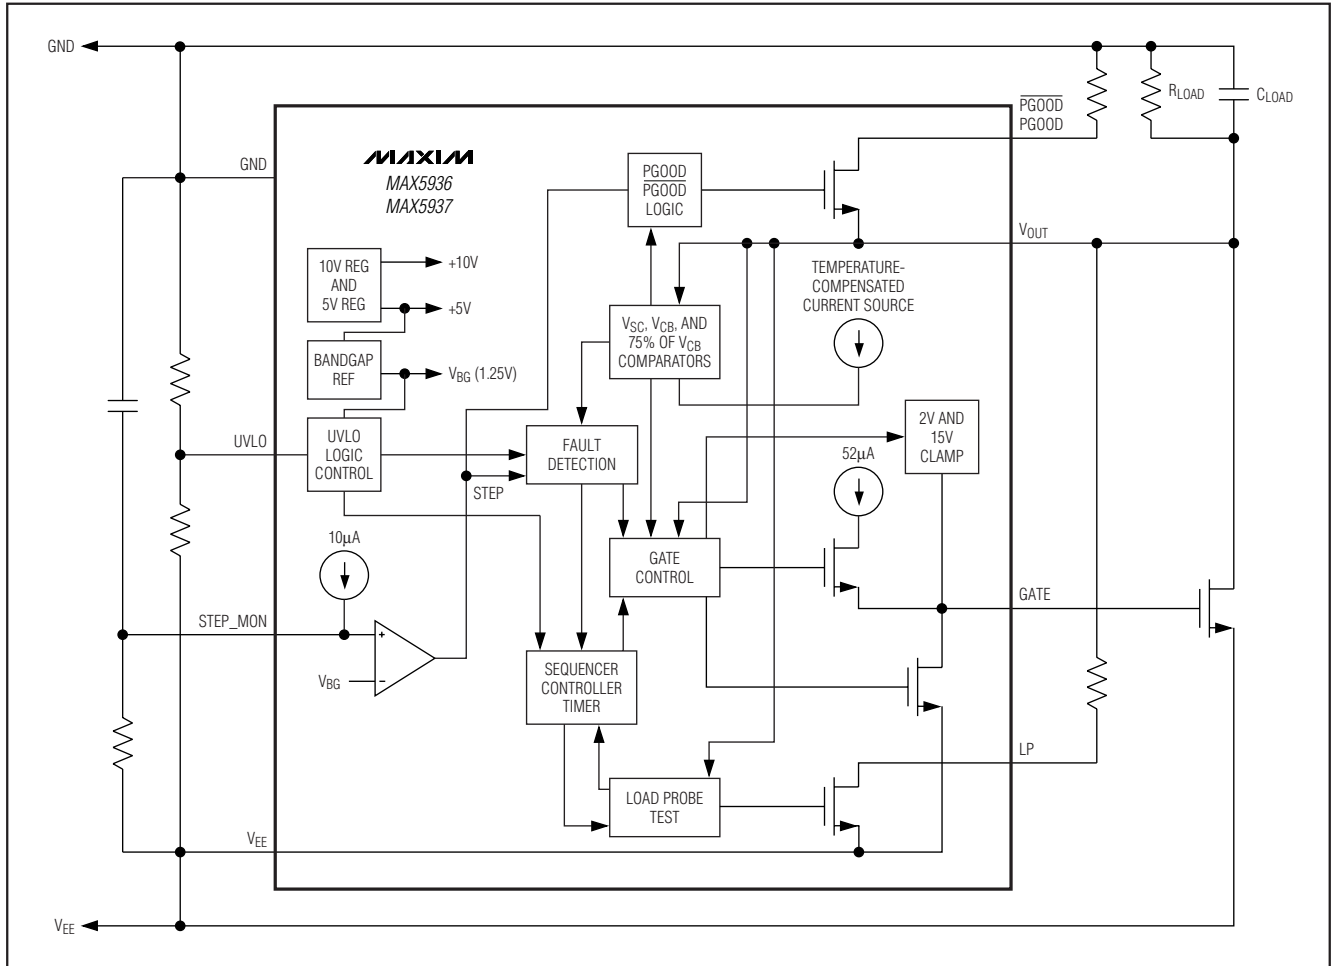 GND
GND
MAXIM
MAX5936
MAX5937
PGOOD
PGOOD
LOGIC
PGOOD
PGOOD
RLOAD
CLOAD
10V REG
AND
5V REG
+10V
+5V
BANDGAP
REF
VBG (1.25V)
VSC, VCB, AND
75% OF VCB
COMPARATORS
TEMPERATURE-
COMPENSATED
CURRENT SOURCE
VOUT
UVLO
UVLO
LOGIC
CONTROL
FAULT
DETECTION
STEP
52µA
2V AND
15V
CLAMP
10µA
GATE
CONTROL
GATE
STEP_MON
+
VBG
−
SEQUENCER
CONTROLLER
TIMER
LOAD PROBE
TEST
LP
VEE
VEE